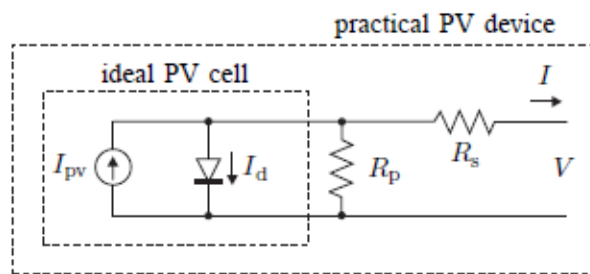 practical PV device
ideal PV cell
I
I_pv
I_d
R_p
R_s
V